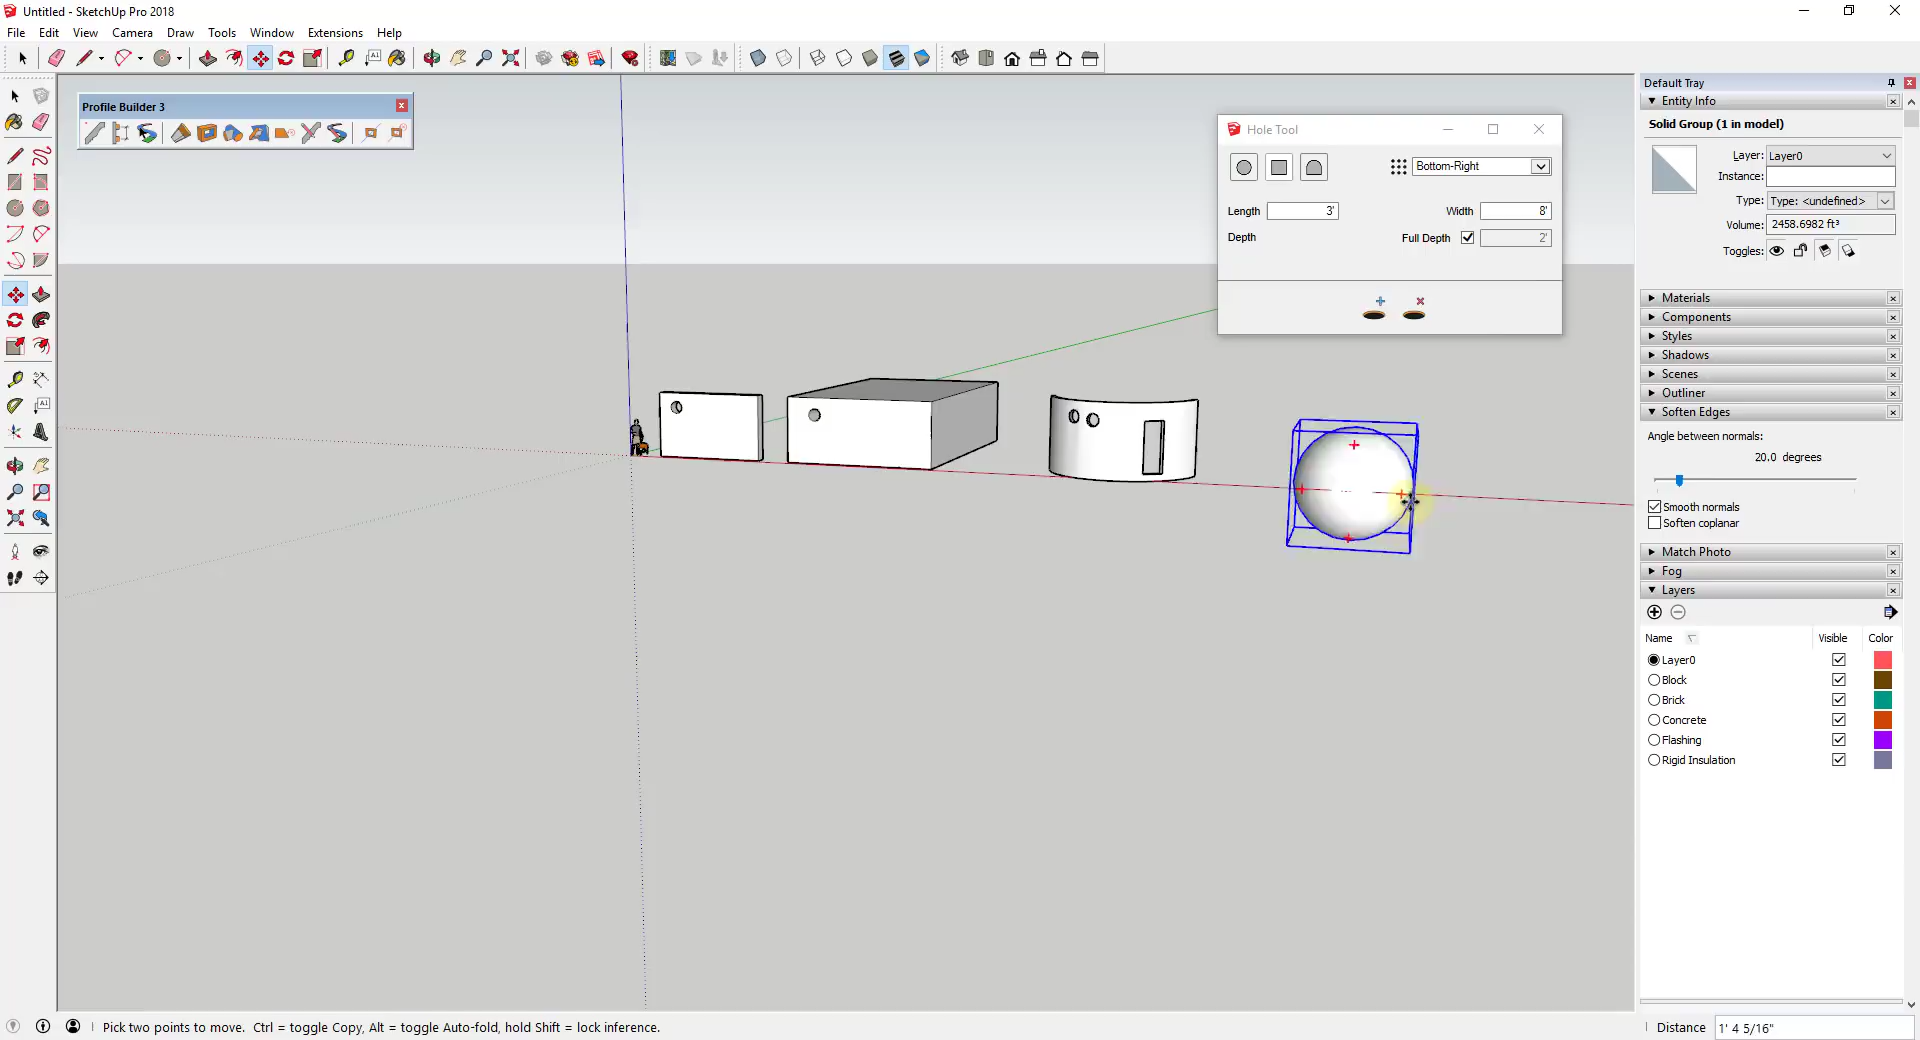 Untitled - SketchUp Pro 2018
File Edit View Camera Draw Tools Window Extensions Help
Profile Builder 3
Hole Tool
Bottom-Right
Length 3' Width 8'
Depth Full Depth 2'
Default Tray
Entity Info
Solid Group (1 in model)
Layer: Layer0
Instance:
Type: Type: <undefined>
Volume: 2458.6982 ft³
Toggles:
Materials
Components
Styles
Shadows
Scenes
Outliner
Soften Edges
Angle between normals:
20.0 degrees
Smooth normals
Soften coplanar
Match Photo
Fog
Layers
Name Visible Color
Layer0
Block
Brick
Concrete
Flashing
Rigid Insulation
Pick two points to move. Ctrl = toggle Copy, Alt = toggle Auto-fold, hold Shift = lock inference.
Distance 1' 4 5/16"